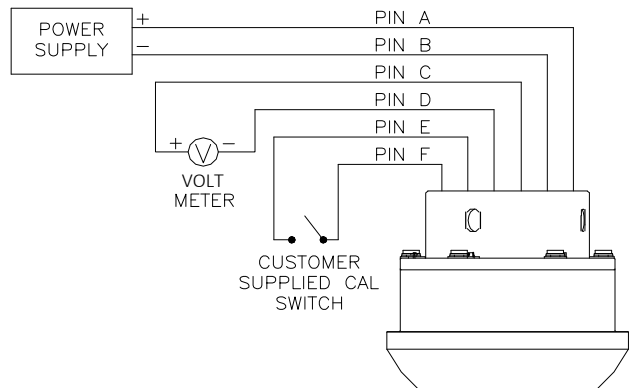 POWER
SUPPLY
+
−
PIN A
PIN B
PIN C
PIN D
PIN E
PIN F
+ V −
VOLT
METER
CUSTOMER
SUPPLIED CAL
SWITCH